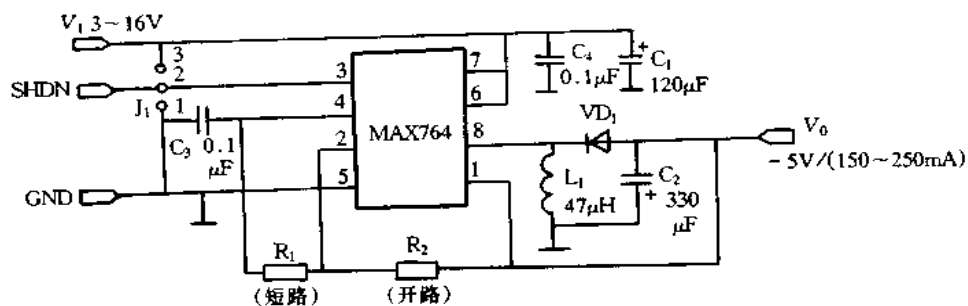 V₁ 3~16V
3
SHDN
2
J₁
1
C₃
0.1
μF
GND
3
4
2
5
MAX764
7
6
8
1
C₄
0.1μF
+
C₁
120μF
VD₁
V₀
-5V/(150~250mA)
L₁
47μH
C₂
+
330
μF
R₁
(短路)
R₂
(开路)